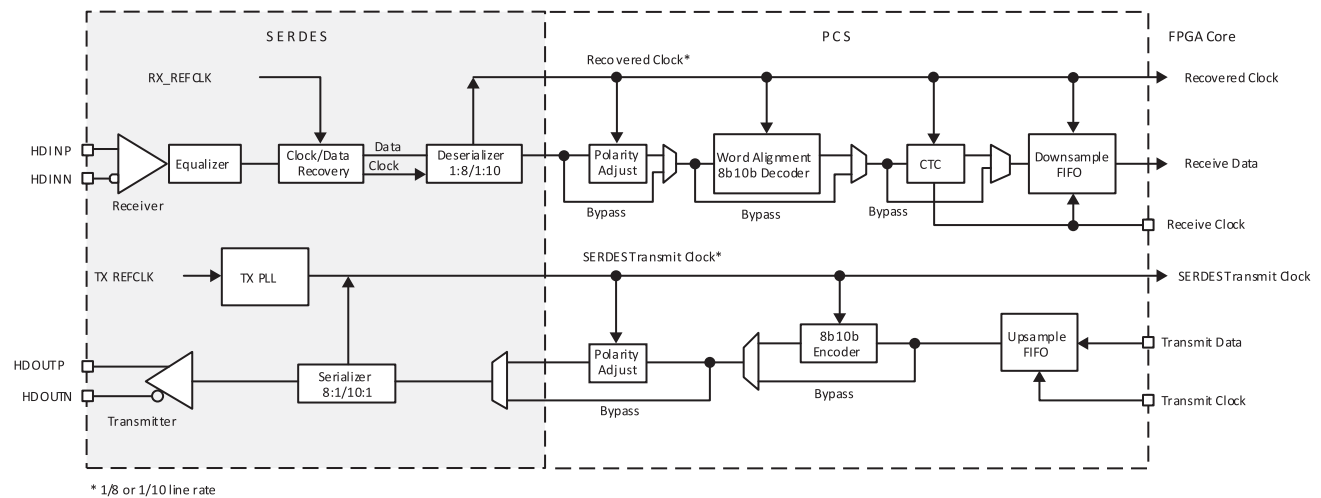 SERDES
PCS
FPGA Core
Recovered Clock*
RX_REFCLK
Recovered Clock
HDINP
HDINN
Receiver
Equalizer
Clock/Data
Recovery
Data
Clock
Deserializer
1:8/1:10
Polarity
Adjust
Bypass
Word Alignment
8b10b Decoder
Bypass
CTC
Bypass
Downsample
FIFO
Receive Data
Receive Clock
SERDES Transmit Clock*
TX REFCLK
TX PLL
SERDES Transmit Clock
HDOUTP
HDOUTN
Transmitter
Serializer
8:1/10:1
Polarity
Adjust
Bypass
8b10b
Encoder
Bypass
Upsample
FIFO
Transmit Data
Transmit Clock
* 1/8 or 1/10 line rate